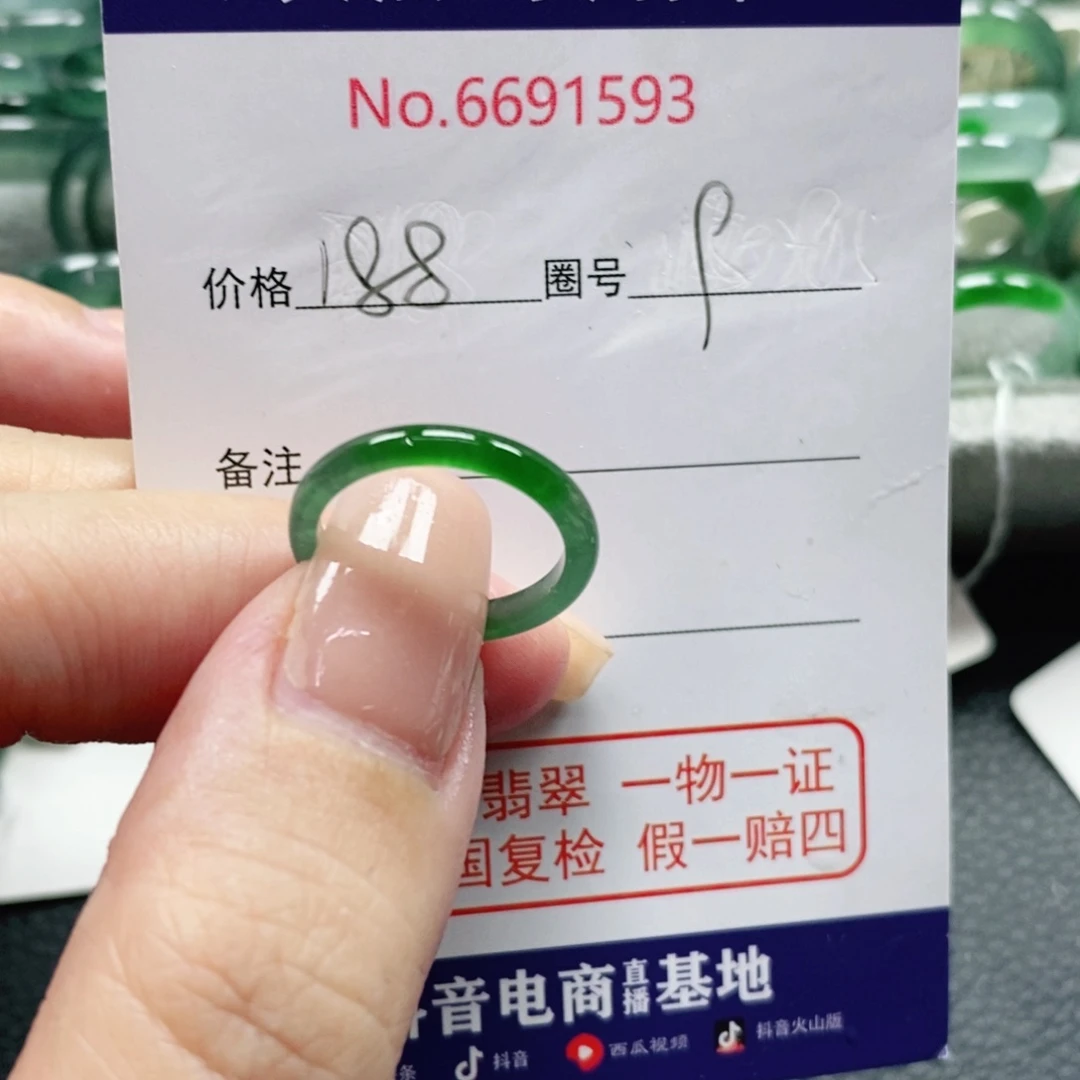 No.6691593
价格 188 圈号
备注
翡翠 一物一证
国复检 假一赔四
音电商直播基地
条 抖音 西瓜视频 抖音火山版